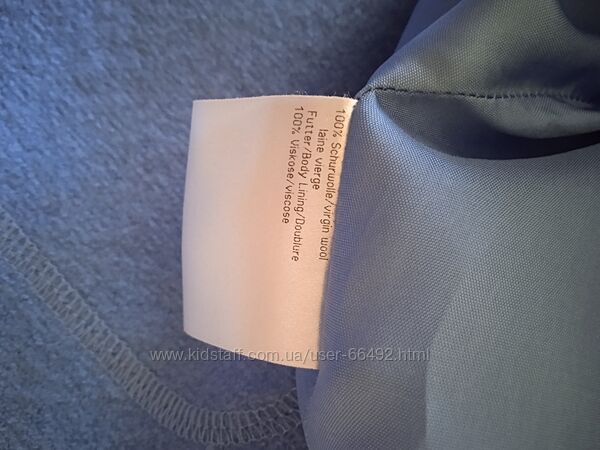 100% Schurwolle/virgin wool
laine vierge
Futter/Body Lining/Doublure
100% Viskose/viscose
www.kidstaff.com.ua/user-66492.html